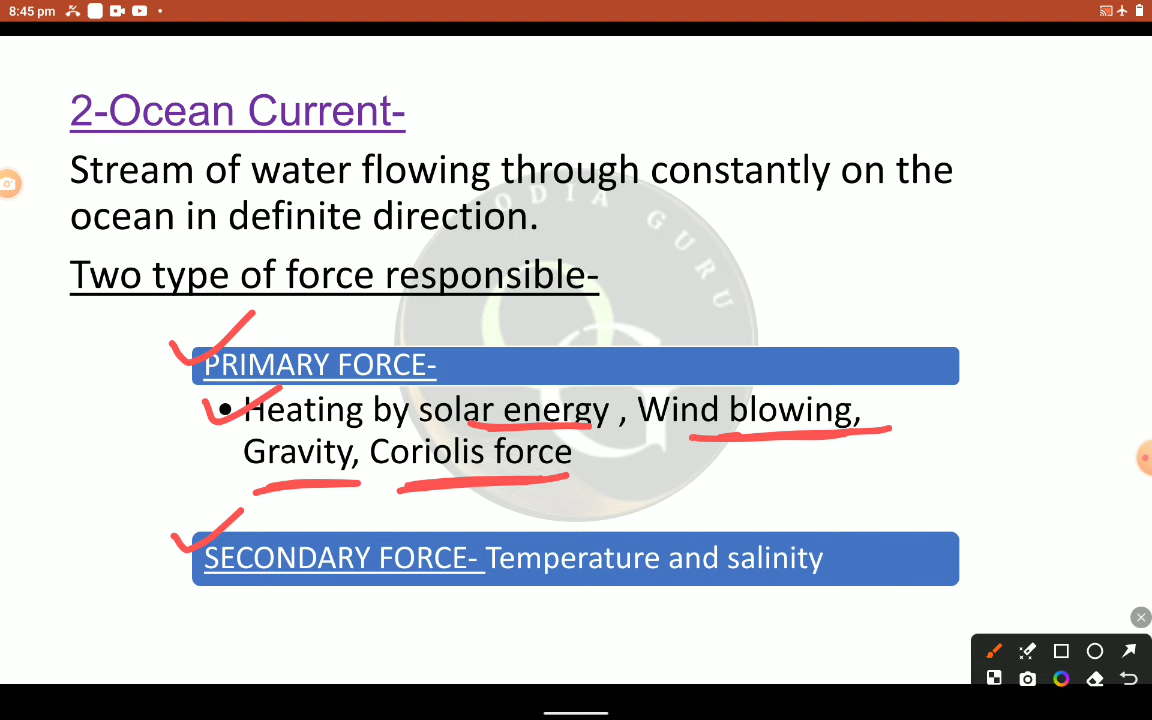 8:45 pm
2-Ocean Current-
Stream of water flowing through constantly on the
ocean in definite direction.
Two type of force responsible-
ODIA GURU
PRIMARY FORCE-
• Heating by solar energy , Wind blowing,
Gravity, Coriolis force
SECONDARY FORCE- Temperature and salinity